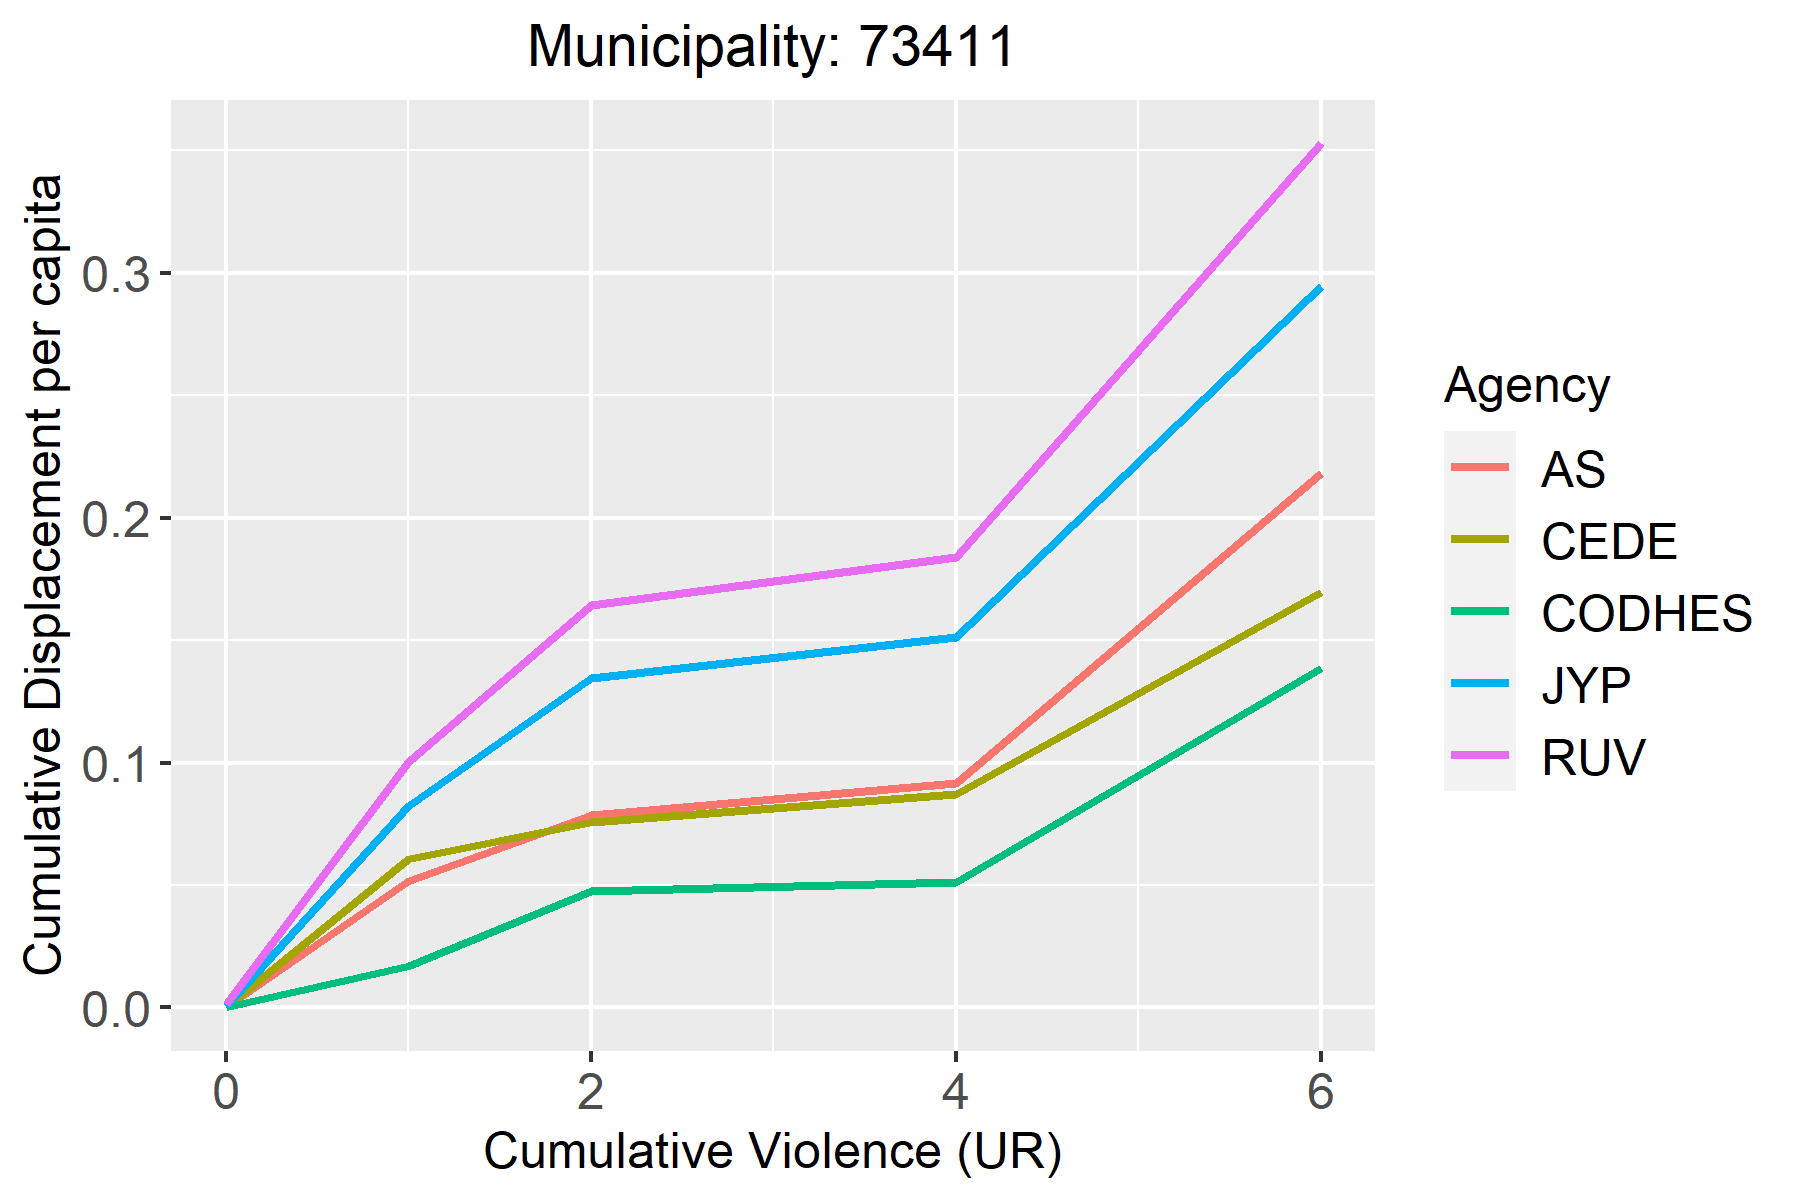 Municipality: 73411
Cumulative Displacement per capita
0.3
0.2
0.1
0.0
0 2 4 6
Cumulative Violence (UR)
Agency
AS
CEDE
CODHES
JYP
RUV